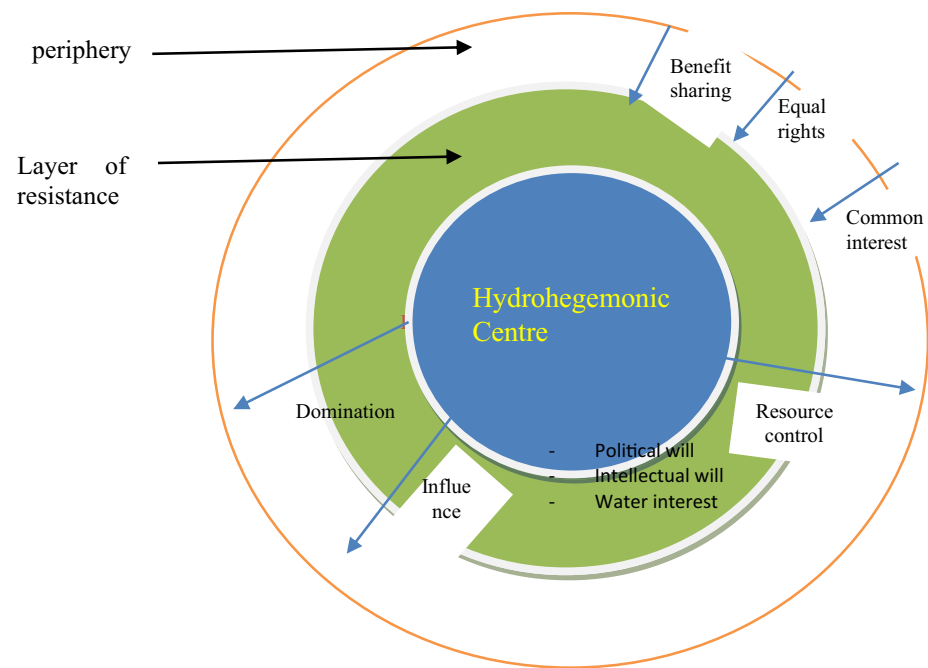 periphery
Benefit
sharing
Equal
rights
Layer of
resistance
Common
interest
Hydrohegemonic
Centre
Domination
Resource
control
- Political will
- Intellectual will
- Water interest
Influe
nce